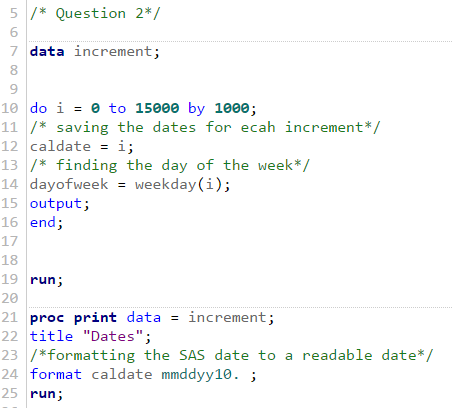 5 /* Question 2*/
6
7 data increment;
8
9
10 do i = 0 to 15000 by 1000;
11 /* saving the dates for ecah increment*/
12 caldate = i;
13 /* finding the day of the week*/
14 dayofweek = weekday(i);
15 output;
16 end;
17
18
19 run;
20
21 proc print data = increment;
22 title "Dates";
23 /*formatting the SAS date to a readable date*/
24 format caldate mmddyy10. ;
25 run;